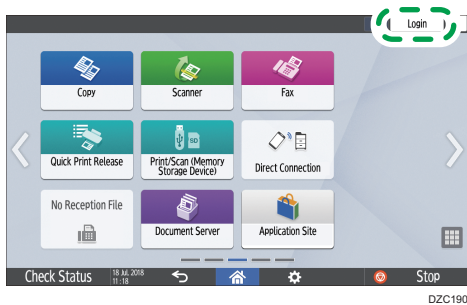 Login
Copy
Scanner
Fax
Quick Print Release
Print/Scan (Memory
Storage Device)
SD
Direct Connection
No Reception File
Document Server
Application Site
Check Status
18 Jul. 2018
11 :18
Stop
DZC190